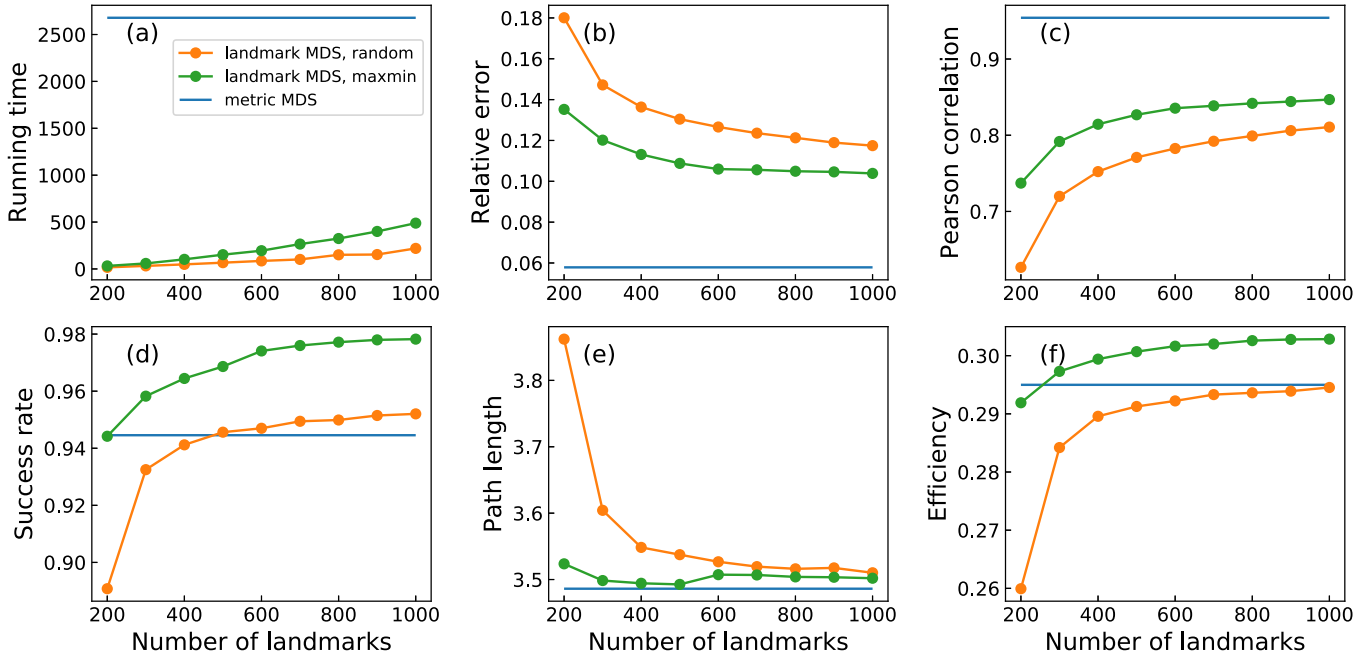 (a)
Running time
2500
2000
1500
1000
500
0
landmark MDS, random
landmark MDS, maxmin
metric MDS
200 400 600 800 1000
(b)
Relative error
0.18
0.16
0.14
0.12
0.10
0.08
0.06
200 400 600 800 1000
(c)
Pearson correlation
0.9
0.8
0.7
200 400 600 800 1000
(d)
Success rate
0.98
0.96
0.94
0.92
0.90
200 400 600 800 1000
Number of landmarks
(e)
Path length
3.8
3.7
3.6
3.5
200 400 600 800 1000
Number of landmarks
(f)
Efficiency
0.30
0.29
0.28
0.27
0.26
200 400 600 800 1000
Number of landmarks